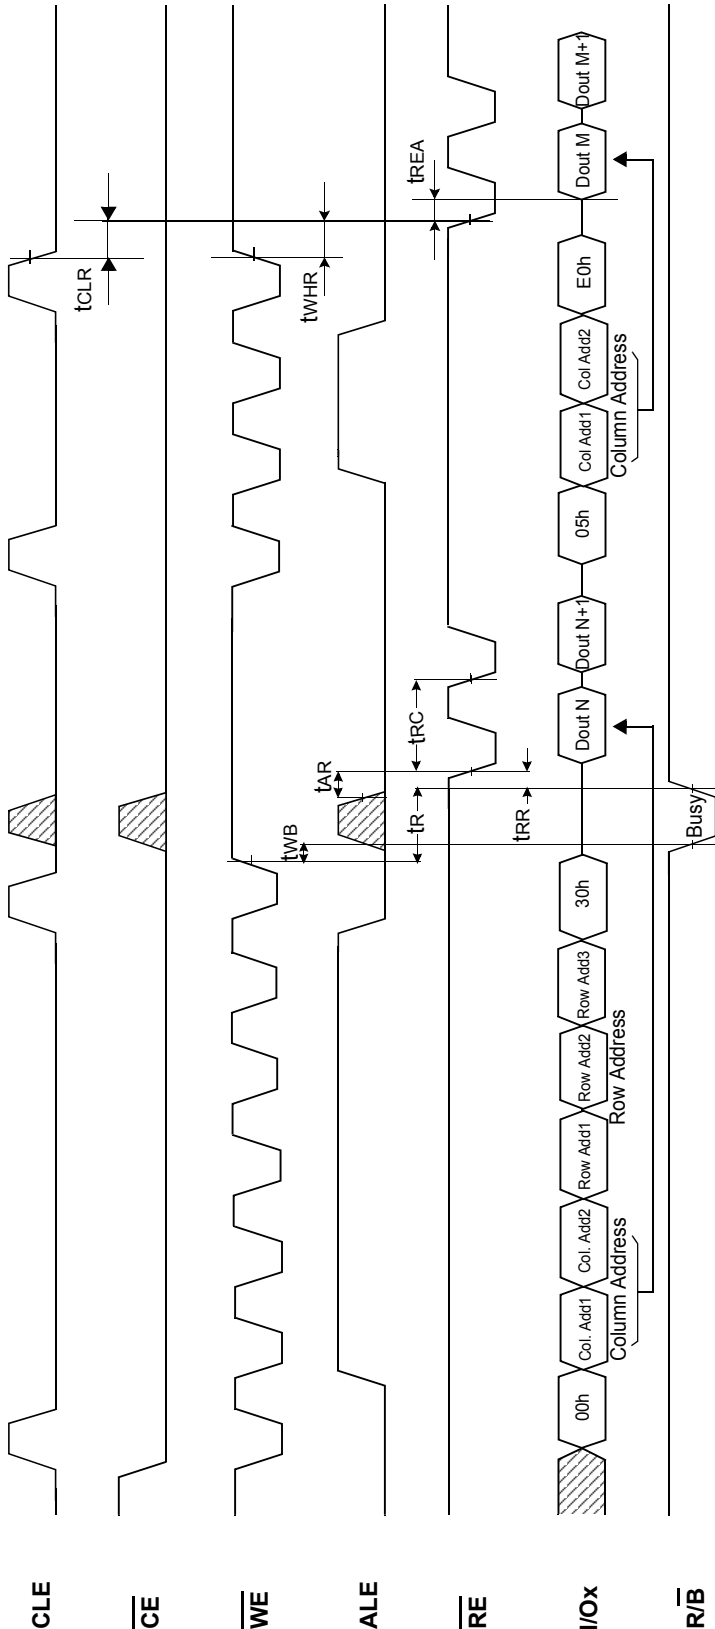 CLE
CE
WE
ALE
RE
I/Ox
R/B
tCLR
tWHR
tWB
tAR
tREA
tRC
tR
tRR
00h
Col. Add1
Col. Add2
Row Add1
Row Add2
Row Add3
30h
Dout N
Dout N+1
05h
Col Add1
Col Add2
E0h
Dout M
Dout M+1
Column Address
Row Address
Column Address
Busy